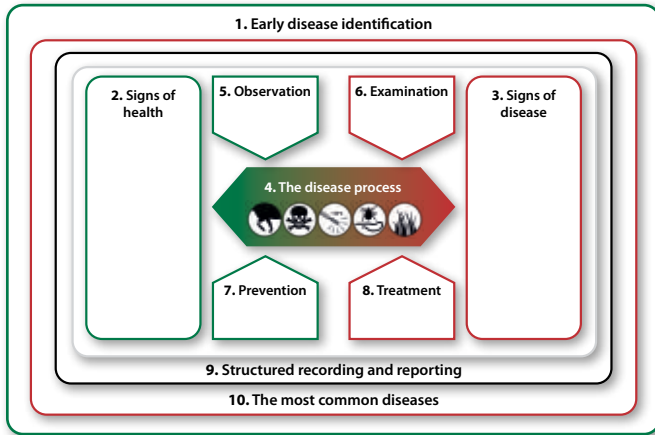 1. Early disease identification
2. Signs of
health
5. Observation
6. Examination
3. Signs of
disease
4. The disease process
7. Prevention
8. Treatment
9. Structured recording and reporting
10. The most common diseases